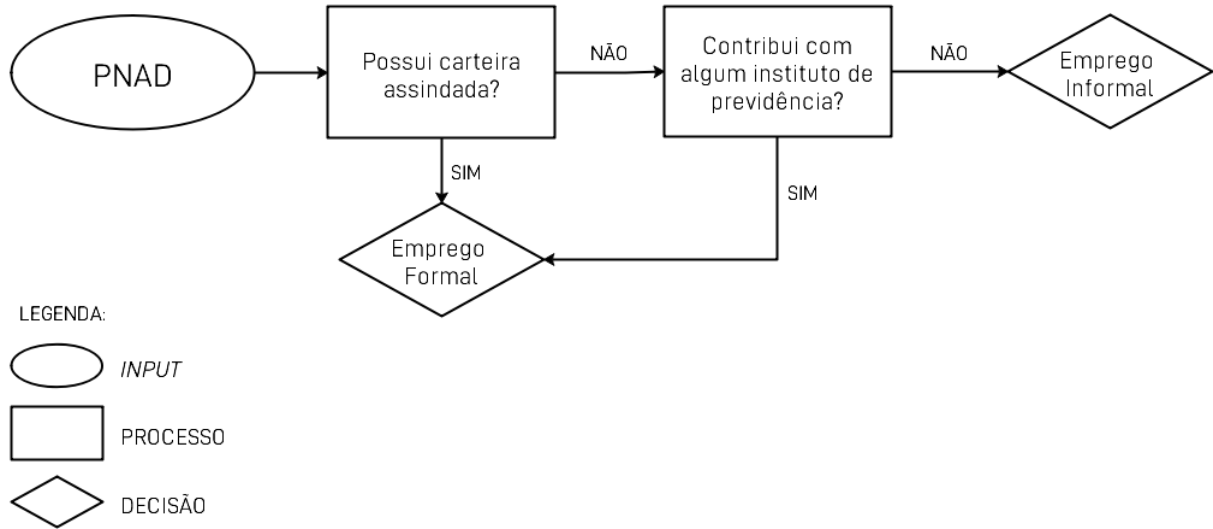 PNAD
Possui carteira
assindada?
NÃO
Contribui com
algum instituto de
previdência?
NÃO
Emprego
Informal
SIM
SIM
Emprego
Formal
LEGENDA:
INPUT
PROCESSO
DECISÃO